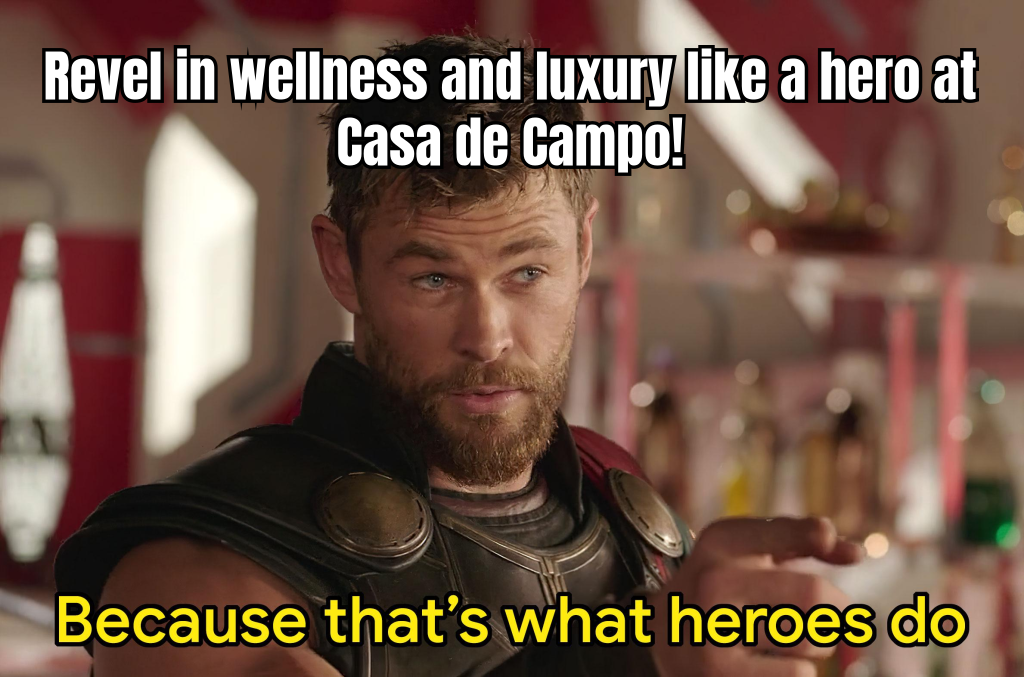 Revel in wellness and luxury like a hero at
Casa de Campo!
Because that's what heroes do